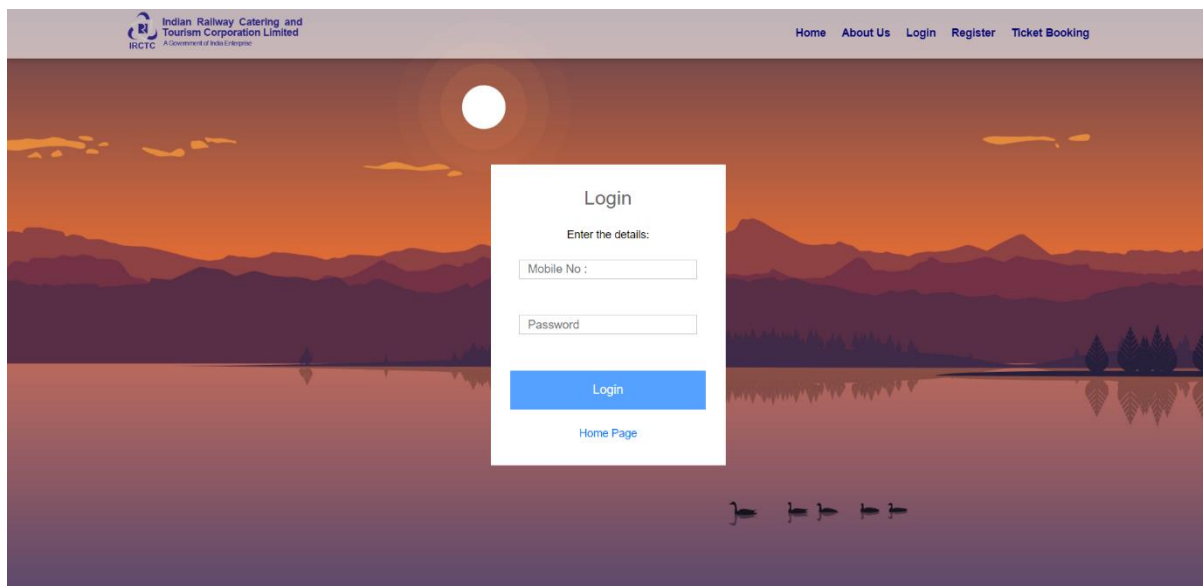 Indian Railway Catering and
Tourism Corporation Limited
A Government of India Enterprise
IRCTC
Home About Us Login Register Ticket Booking
Login
Enter the details:
Mobile No :
Password
Login
Home Page